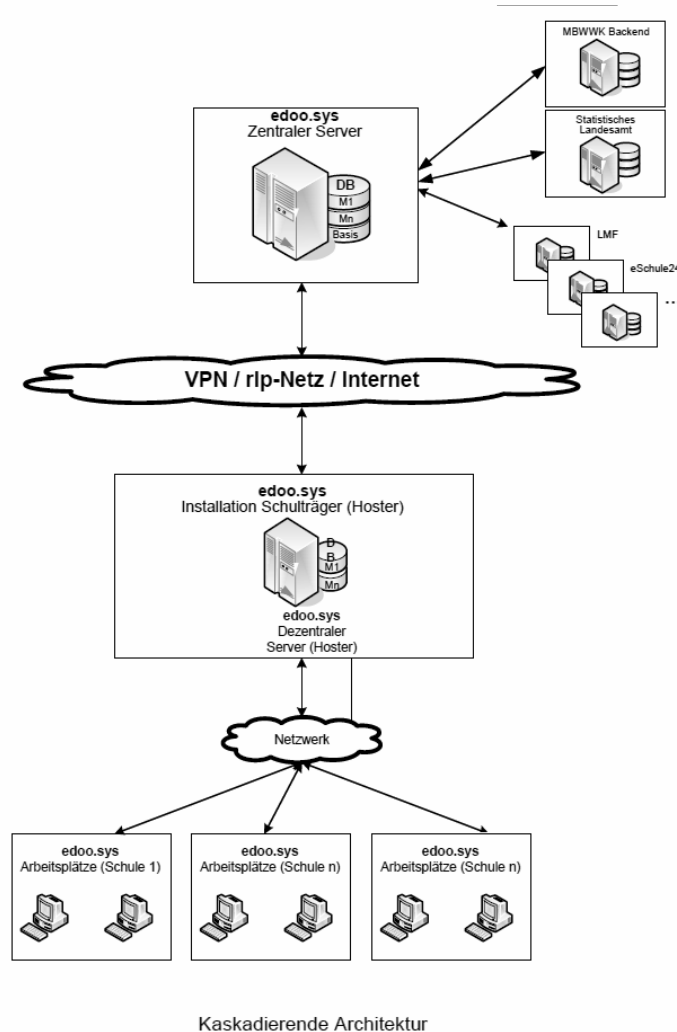 MBWWK Backend
edoo.sys
Zentraler Server
DB
M1
Mn
Basis
Statistisches
Landesamt
LMF
eSchule24
...
VPN / rlp-Netz / Internet
edoo.sys
Installation Schulträger (Hoster)
D
B
M1
Mn
edoo.sys
Dezentraler
Server (Hoster)
Netzwerk
edoo.sys
Arbeitsplätze (Schule 1)
edoo.sys
Arbeitsplätze (Schule n)
edoo.sys
Arbeitsplätze (Schule n)
Kaskadierende Architektur